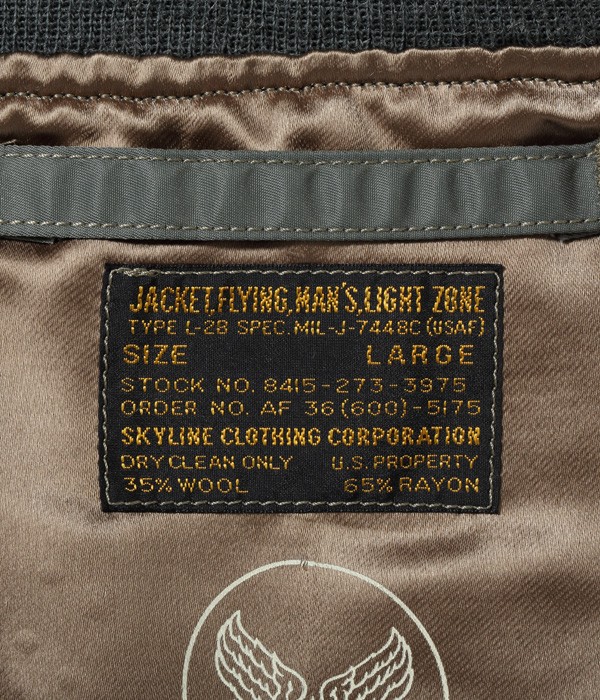 JACKET,FLYING,MAN'S,LIGHT ZONE
TYPE L-2B SPEC.MIL-J-7448C(USAF)
SIZE LARGE
STOCK NO. 8415-273-3975
ORDER NO. AF 36(600)-5175
SKYLINE CLOTHING CORPORATION
DRY CLEAN ONLY U.S. PROPERTY
35% WOOL 65% RAYON